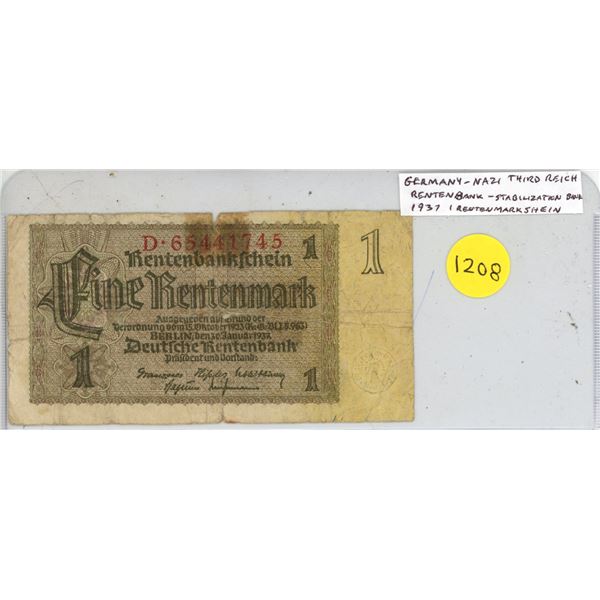 GERMANY - NAZI THIRD REICH
RENTENBANK - STABILIZATION BANK
1937 1 RENTENMARKSHEIN
1208
D·65441745
1
1
Rentenbankschein
Eine Rentenmark
Ausgegeben auf Grund der
Verordnung vom 15. Oktober 1923 (R.G.Bl.I S.963)
BERLIN, den 30. Januar 1937
Deutsche Rentenbank
Präsident und Vorstand:
1
1